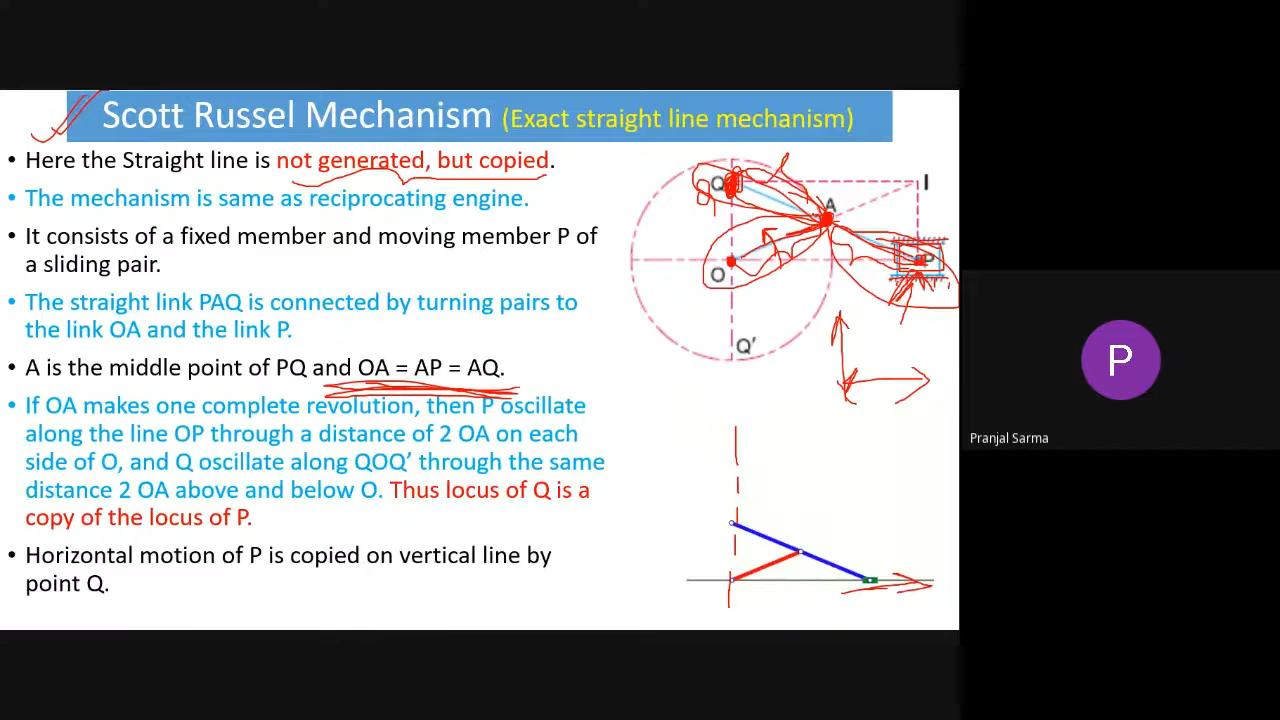 Scott Russel Mechanism (Exact straight line mechanism)
• Here the Straight line is not generated, but copied.
• The mechanism is same as reciprocating engine.
• It consists of a fixed member and moving member P of
a sliding pair.
• The straight link PAQ is connected by turning pairs to
the link OA and the link P.
• A is the middle point of PQ and OA = AP = AQ.
• If OA makes one complete revolution, then P oscillate
along the line OP through a distance of 2 OA on each
side of O, and Q oscillate along QOQ’ through the same
distance 2 OA above and below O. Thus locus of Q is a
copy of the locus of P.
• Horizontal motion of P is copied on vertical line by
point Q.
Q
I
A
O
P
Q’
P
Pranjal Sarma